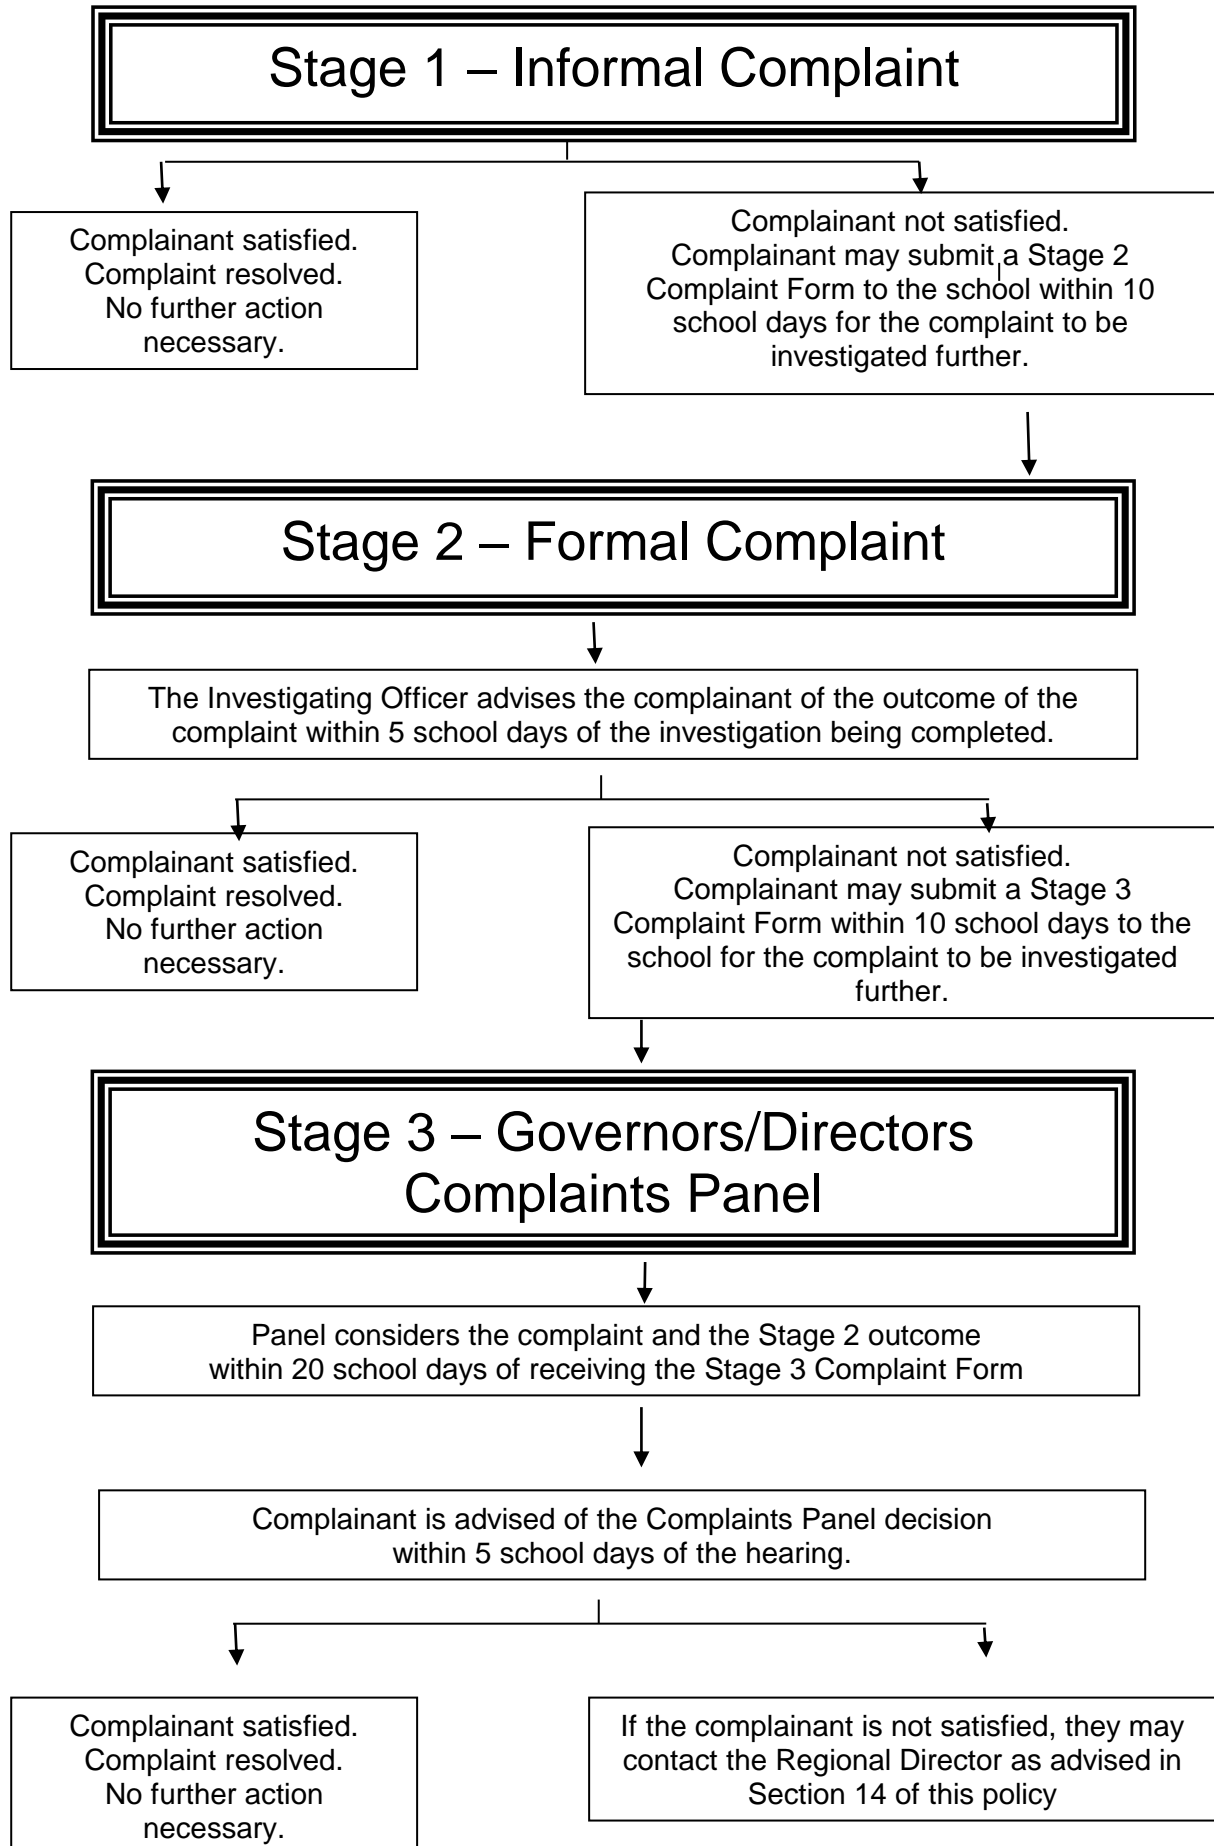 Stage 1 – Informal Complaint
Complainant satisfied.
Complaint resolved.
No further action
necessary.
Complainant not satisfied.
Complainant may submit a Stage 2
Complaint Form to the school within 10
school days for the complaint to be
investigated further.
Stage 2 – Formal Complaint
The Investigating Officer advises the complainant of the outcome of the
complaint within 5 school days of the investigation being completed.
Complainant satisfied.
Complaint resolved.
No further action
necessary.
Complainant not satisfied.
Complainant may submit a Stage 3
Complaint Form within 10 school days to the
school for the complaint to be investigated
further.
Stage 3 – Governors/Directors
Complaints Panel
Panel considers the complaint and the Stage 2 outcome
within 20 school days of receiving the Stage 3 Complaint Form
Complainant is advised of the Complaints Panel decision
within 5 school days of the hearing.
Complainant satisfied.
Complaint resolved.
No further action
necessary.
If the complainant is not satisfied, they may
contact the Regional Director as advised in
Section 14 of this policy